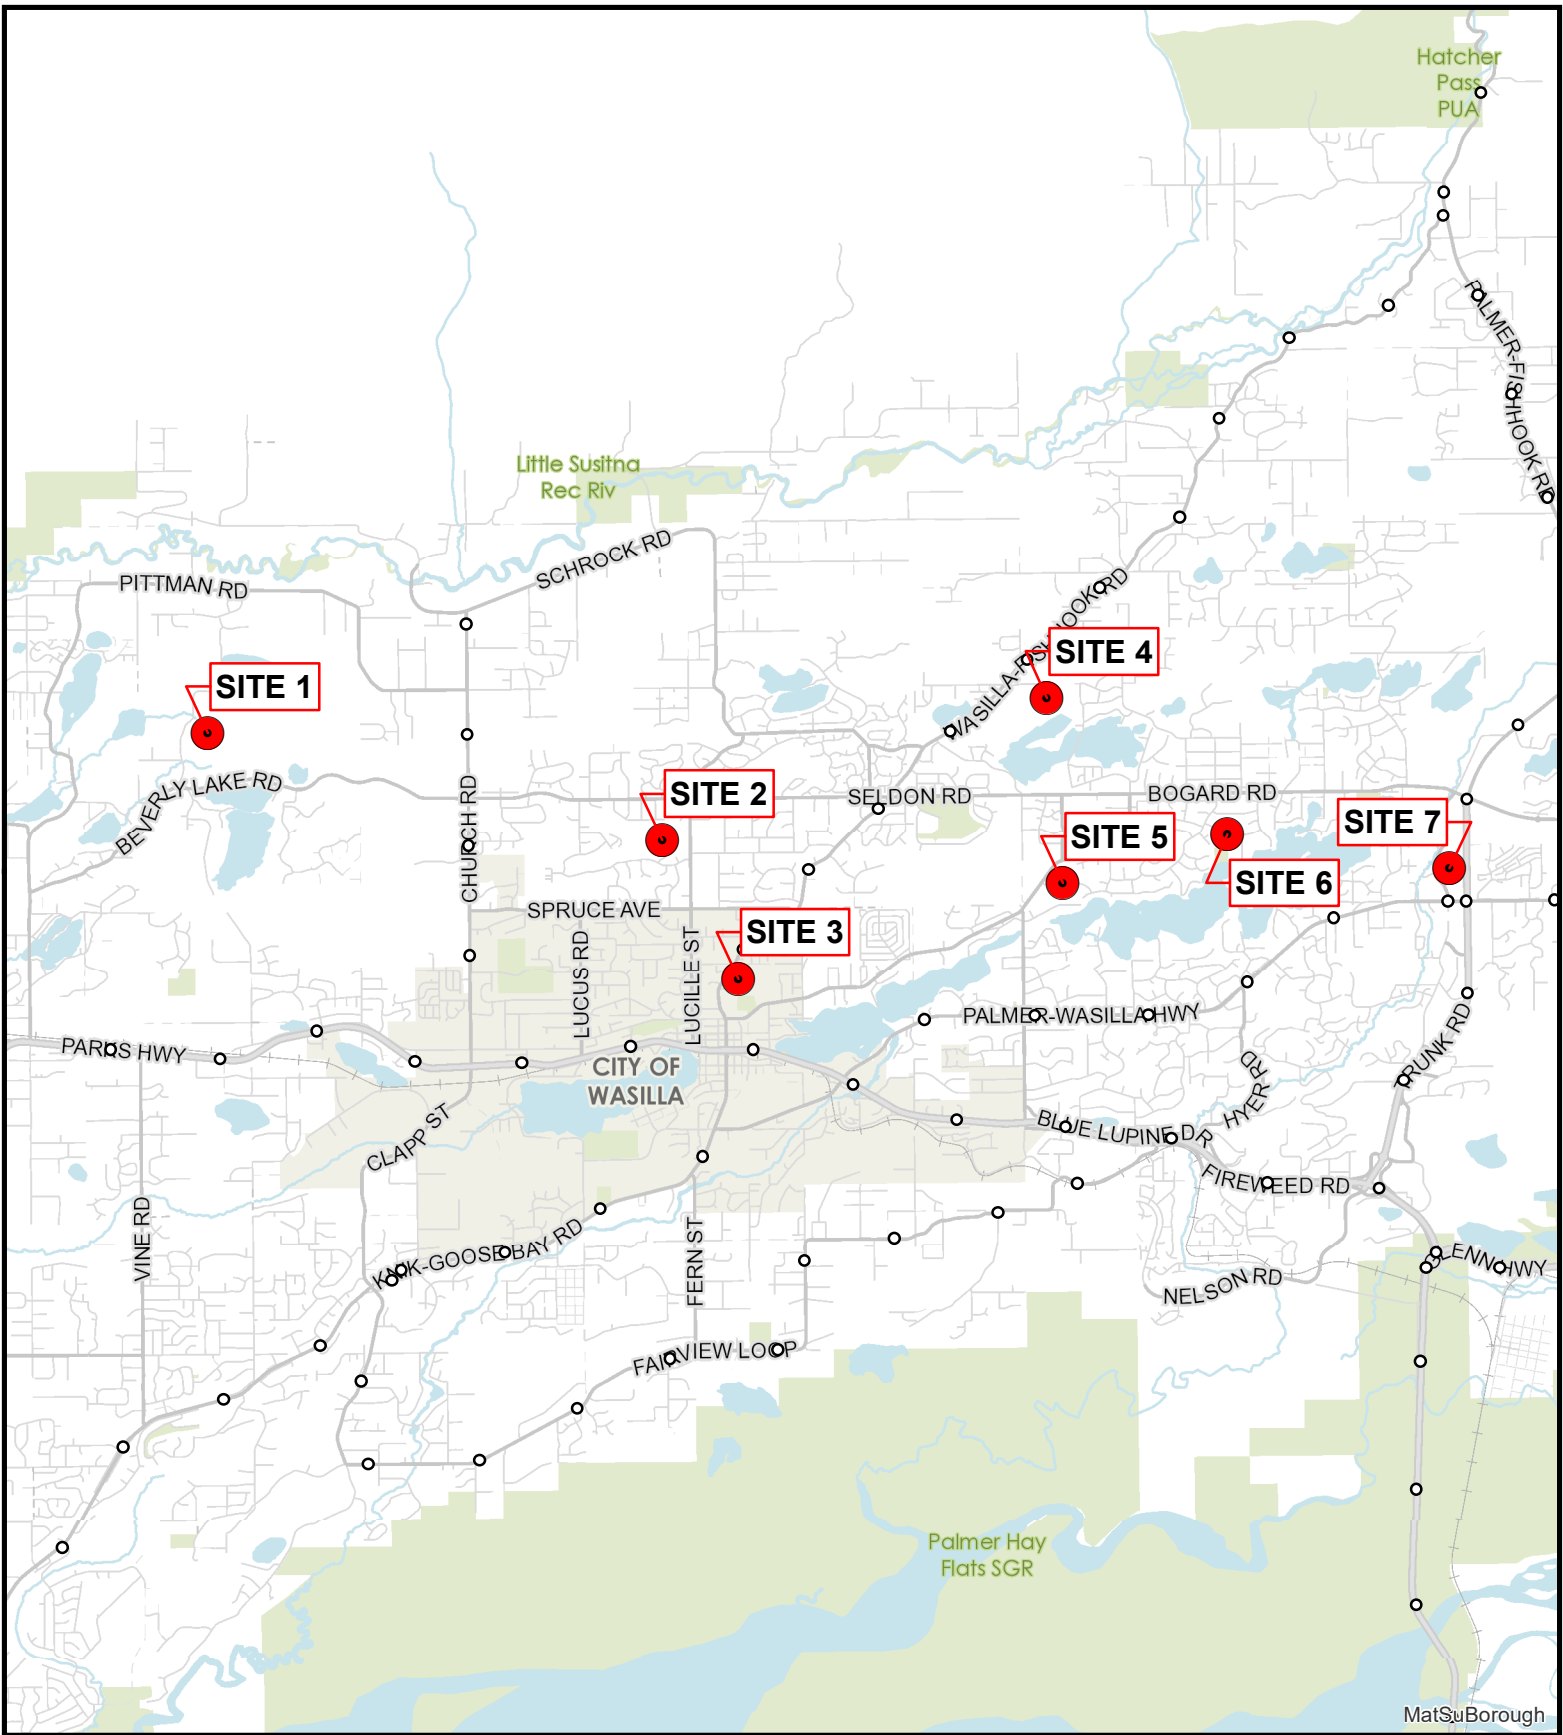 Hatcher
Pass
PUA
PALMER-FISHHOOK RD
Little Susitna
Rec Riv
SCHROCK RD
PITTMAN RD
WASILLA-FISHHOOK RD
SITE 4
SITE 1
BEVERLY LAKE RD
CHURCH RD
SITE 2
SELDON RD
BOGARD RD
SITE 7
SITE 5
SITE 6
SPRUCE AVE
SITE 3
LUCUS RD
LUCILLE ST
PALMER-WASILLA HWY
PARKS HWY
CITY OF
WASILLA
HYER RD
TRUNK RD
CLAPP ST
BLUE LUPINE DR
FIREWEED RD
VINE RD
KNIK-GOOSE BAY RD
FERN ST
GLENN HWY
NELSON RD
FAIRVIEW LOOP
Palmer Hay
Flats SGR
MatSuBorough